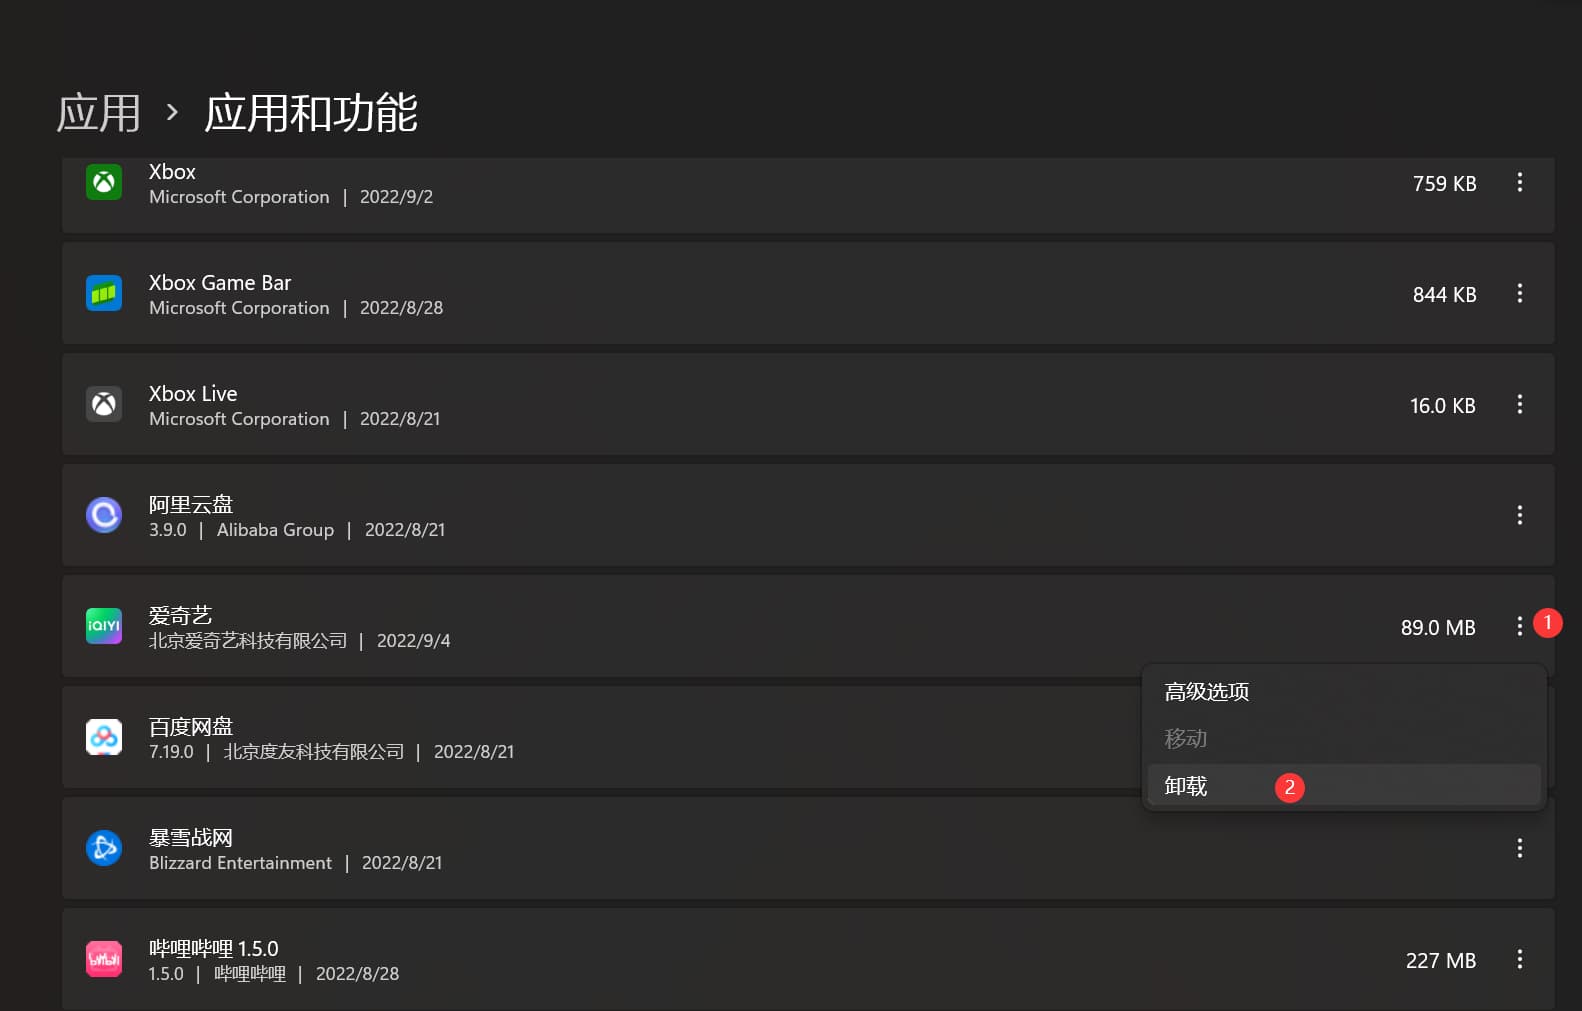 应用 › 应用和功能
Xbox
Microsoft Corporation | 2022/9/2
759 KB
Xbox Game Bar
Microsoft Corporation | 2022/8/28
844 KB
Xbox Live
Microsoft Corporation | 2022/8/21
16.0 KB
阿里云盘
3.9.0 | Alibaba Group | 2022/8/21
iQIYI
爱奇艺
北京爱奇艺科技有限公司 | 2022/9/4
89.0 MB
1
高级选项
移动
卸载
2
百度网盘
7.19.0 | 北京度友科技有限公司 | 2022/8/21
暴雪战网
Blizzard Entertainment | 2022/8/21
bilibili
哔哩哔哩 1.5.0
1.5.0 | 哔哩哔哩 | 2022/8/28
227 MB